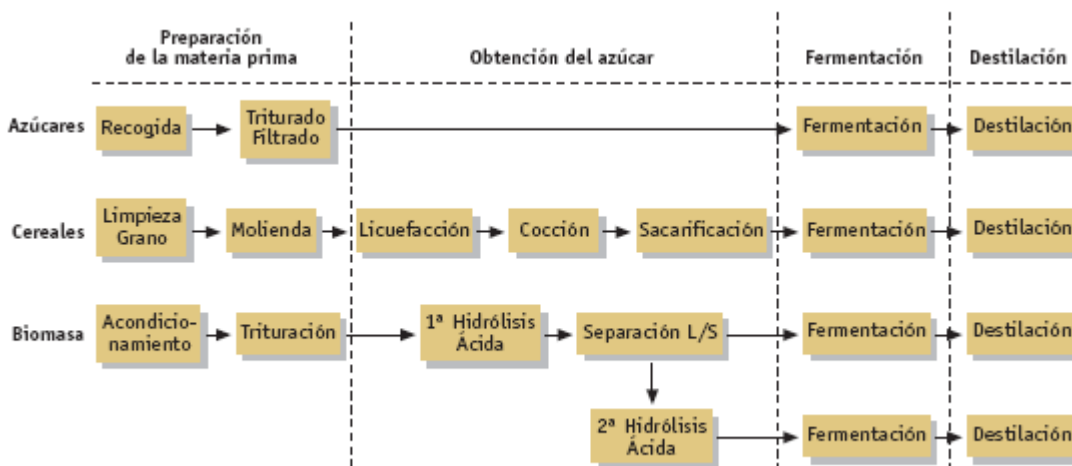 Preparación
de la materia prima
Obtención del azúcar
Fermentación
Destilación
Azúcares
Recogida
Triturado
Filtrado
Fermentación
Destilación
Cereales
Limpieza
Grano
Molienda
Licuefacción
Cocción
Sacarificación
Fermentación
Destilación
Biomasa
Acondicio-
namiento
Trituración
1ª Hidrólisis
Ácida
Separación L/S
Fermentación
Destilación
2ª Hidrólisis
Ácida
Fermentación
Destilación